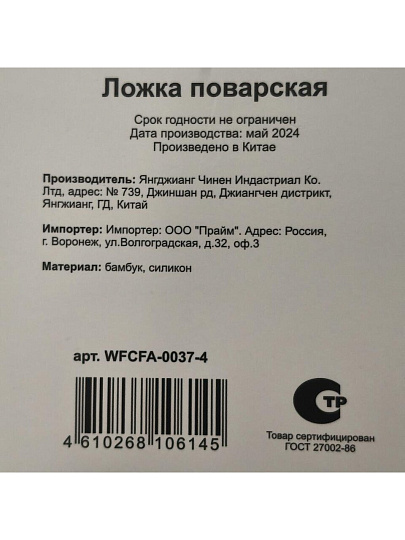 Ложка поварская
Срок годности не ограничен
Дата производства: май 2024
Произведено в Китае
Производитель: Янгджианг Чинен Индастриал Ко.
Лтд, адрес: № 739, Джиншан рд, Джиангчен дистрикт,
Янгжианг, ГД, Китай
Импортер: Импортер: ООО "Прайм". Адрес: Россия,
г. Воронеж, ул.Волгоградская, д.32, оф.3
Материал: бамбук, силикон
арт. WFCFA-0037-4
4 610268 106145
ТР
Товар сертифицирован
ГОСТ 27002-86